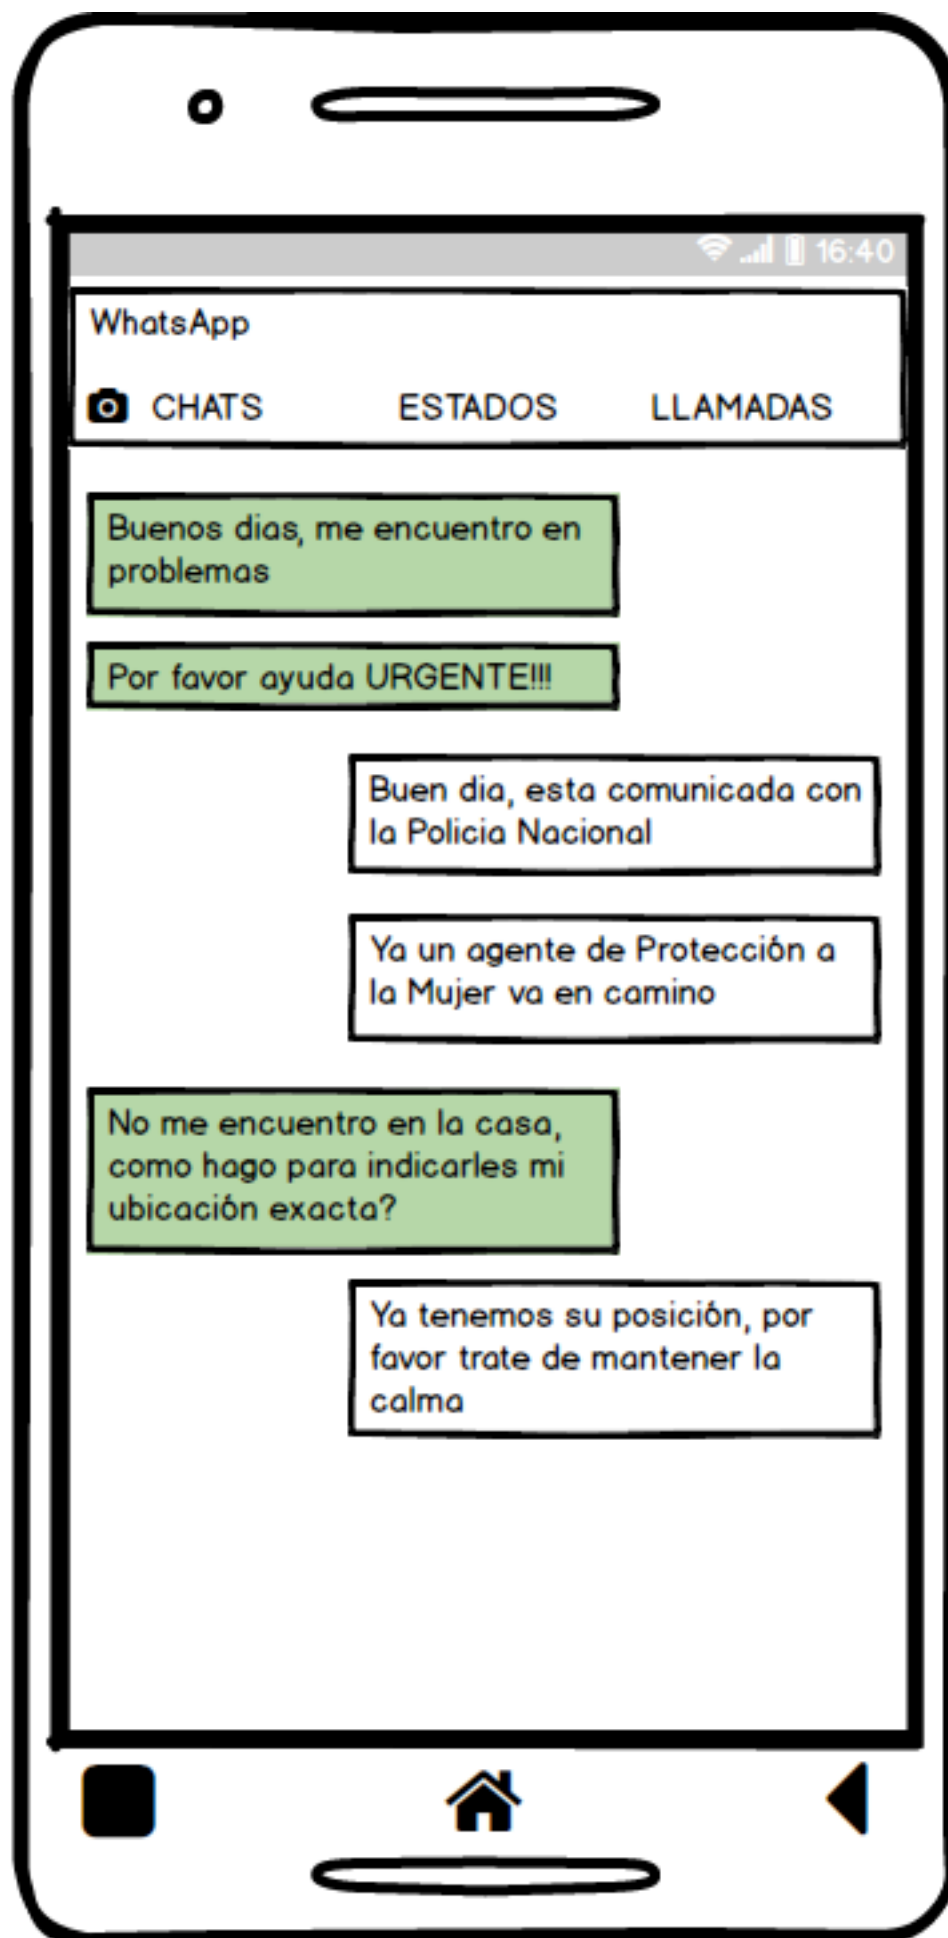 16:40
WhatsApp
CHATS ESTADOS LLAMADAS
Buenos dias, me encuentro en
problemas
Por favor ayuda URGENTE!!!
Buen dia, esta comunicada con
la Policia Nacional
Ya un agente de Protección a
la Mujer va en camino
No me encuentro en la casa,
como hago para indicarles mi
ubicación exacta?
Ya tenemos su posición, por
favor trate de mantener la
calma